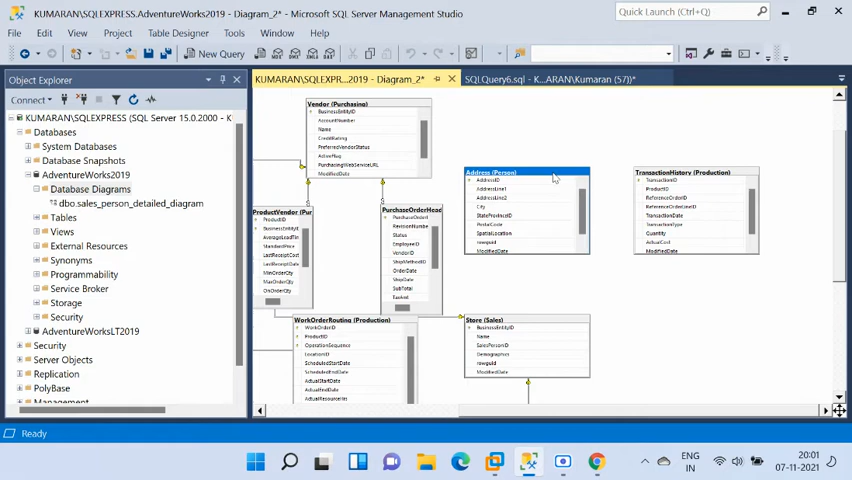 KUMARAN\SQLEXPRESS.AdventureWorks2019 - Diagram_2* - Microsoft SQL Server Management Studio
Quick Launch (Ctrl+Q)
File Edit View Project Table Designer Tools Window Help
New Query
Object Explorer
KUMARAN\SQLEXPR...2019 - Diagram_2*
SQLQuery6.sql - K...ARAN\Kumaran (57))*
Connect
KUMARAN\SQLEXPRESS (SQL Server 15.0.2000 - K
Databases
System Databases
Database Snapshots
AdventureWorks2019
Database Diagrams
dbo.sales_person_detailed_diagram
Tables
Views
External Resources
Synonyms
Programmability
Service Broker
Storage
Security
AdventureWorksLT2019
Security
Server Objects
Replication
PolyBase
Management
Vendor (Purchasing)
BusinessEntityID
AccountNumber
Name
CreditRating
PreferredVendorStatus
ActiveFlag
PurchasingWebServiceURL
ModifiedDate
Address (Person)
AddressID
AddressLine1
AddressLine2
City
StateProvinceID
PostalCode
SpatialLocation
rowguid
ModifiedDate
TransactionHistory (Production)
TransactionID
ProductID
ReferenceOrderID
ReferenceOrderLineID
TransactionDate
TransactionType
Quantity
ActualCost
ModifiedDate
ProductVendor (Pur
ProductID
BusinessEntityID
AverageLeadTim
StandardPrice
LastReceiptCost
LastReceiptDate
MinOrderQty
MaxOrderQty
OnOrderQty
PurchaseOrderHead
PurchaseOrderI
RevisionNumbe
Status
EmployeeID
VendorID
ShipMethodID
OrderDate
ShipDate
SubTotal
TaxAmt
WorkOrderRouting (Production)
WorkOrderID
ProductID
OperationSequence
LocationID
ScheduledStartDate
ScheduledEndDate
ActualStartDate
ActualEndDate
ActualResourceHrs
Store (Sales)
BusinessEntityID
Name
SalesPersonID
Demographics
rowguid
ModifiedDate
Ready
ENG
IN
20:01
07-11-2021